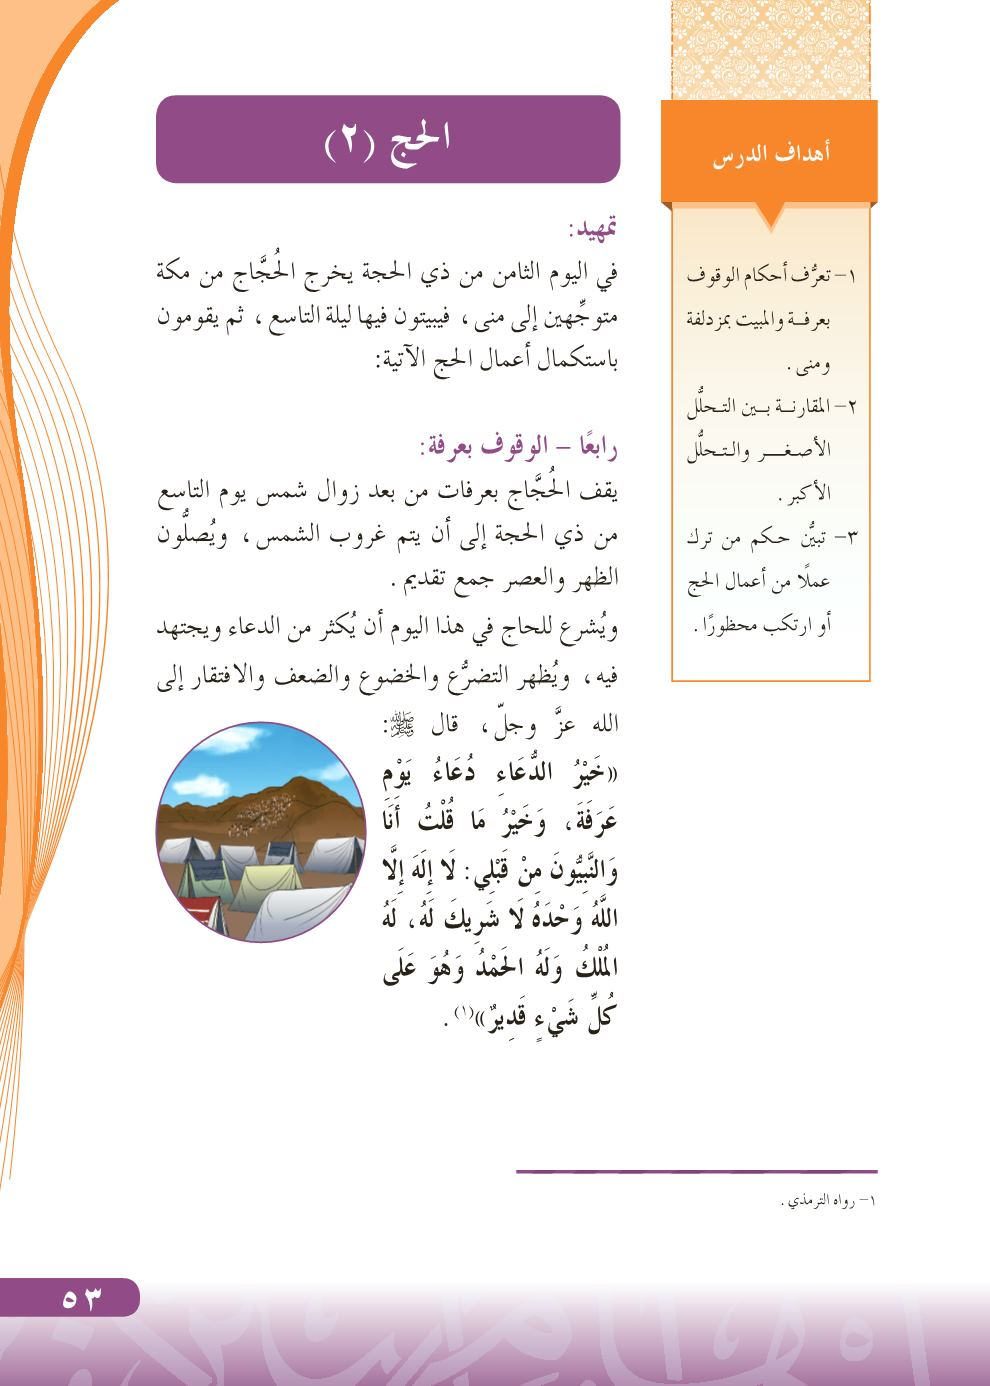 أهداف الدرس
١- تعرُّف أحكام الوقوف
بعرفة والمبيت بمزدلفة
ومنى .
٢- المقارنة بين التحلُّل
الأصغر والتحلُّل
الأكبر .
٣- تبيُّن حكم من ترك
عملًا من أعمال الحج
أو ارتكب محظورًا .
الحج (٢)
تمهيد:
في اليوم الثامن من ذي الحجة يخرج الحُجَّاج من مكة
متوجِّهين إلى منى، فيبيتون فيها ليلة التاسع، ثم يقومون
باستكمال أعمال الحج الآتية:
رابعًا – الوقوف بعرفة:
يقف الحُجَّاج بعرفات من بعد زوال شمس يوم التاسع
من ذي الحجة إلى أن يتم غروب الشمس، ويُصلُّون
الظهر والعصر جمع تقديم .
ويُشرع للحاج في هذا اليوم أن يُكثر من الدعاء ويجتهد
فيه، ويُظهر التضرُّع والخضوع والضعف والافتقار إلى
الله عزَّ وجلّ، قال ﷺ:
«خَيْرُ الدُّعَاءِ دُعَاءُ يَوْمِ
عَرَفَةَ، وَخَيْرُ مَا قُلْتُ أَنَا
وَالنَّبِيُّونَ مِنْ قَبْلِي: لَا إِلَهَ إِلَّا
اللَّهُ وَحْدَهُ لَا شَرِيكَ لَهُ، لَهُ
المُلْكُ وَلَهُ الحَمْدُ وَهُوَ عَلَى
كُلِّ شَيْءٍ قَدِيرٌ»(١) .
١- رواه الترمذي .
٥٣